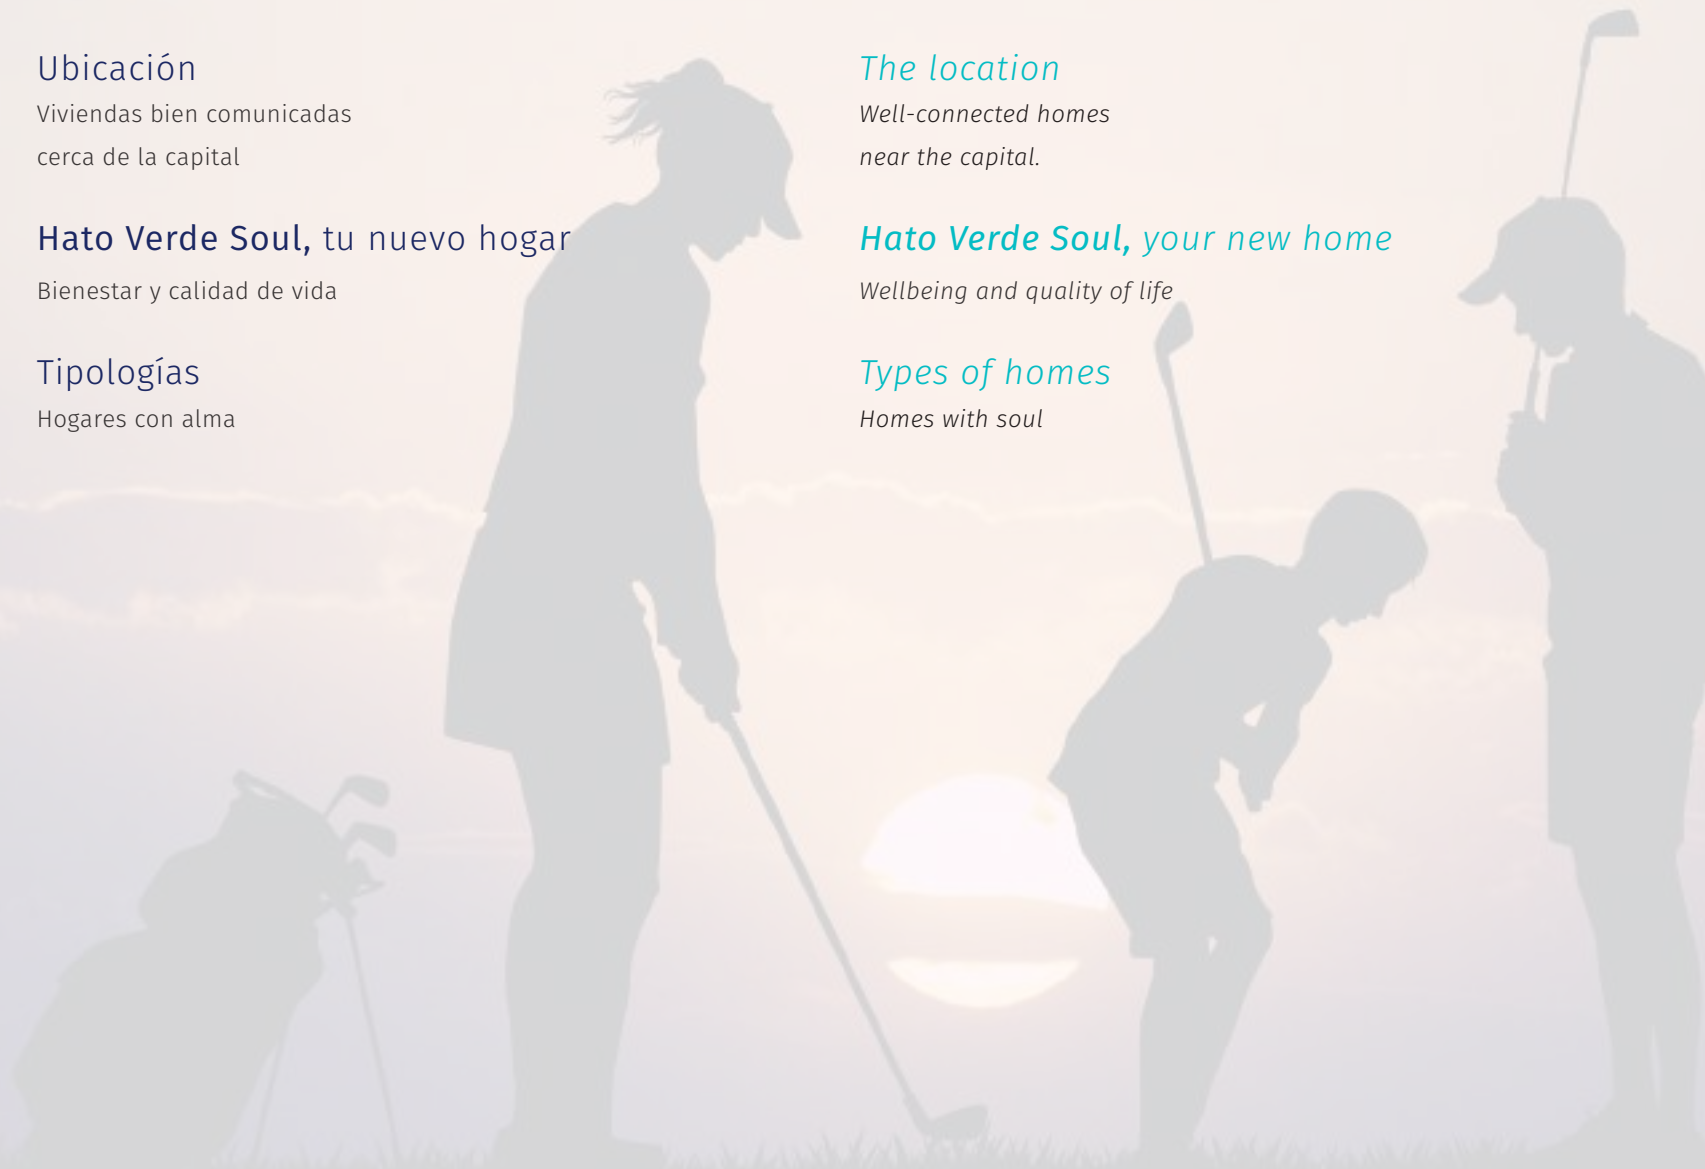 Ubicación
Viviendas bien comunicadas
cerca de la capital
Hato Verde Soul, tu nuevo hogar
Bienestar y calidad de vida
Tipologías
Hogares con alma
The location
Well-connected homes
near the capital.
Hato Verde Soul, your new home
Wellbeing and quality of life
Types of homes
Homes with soul